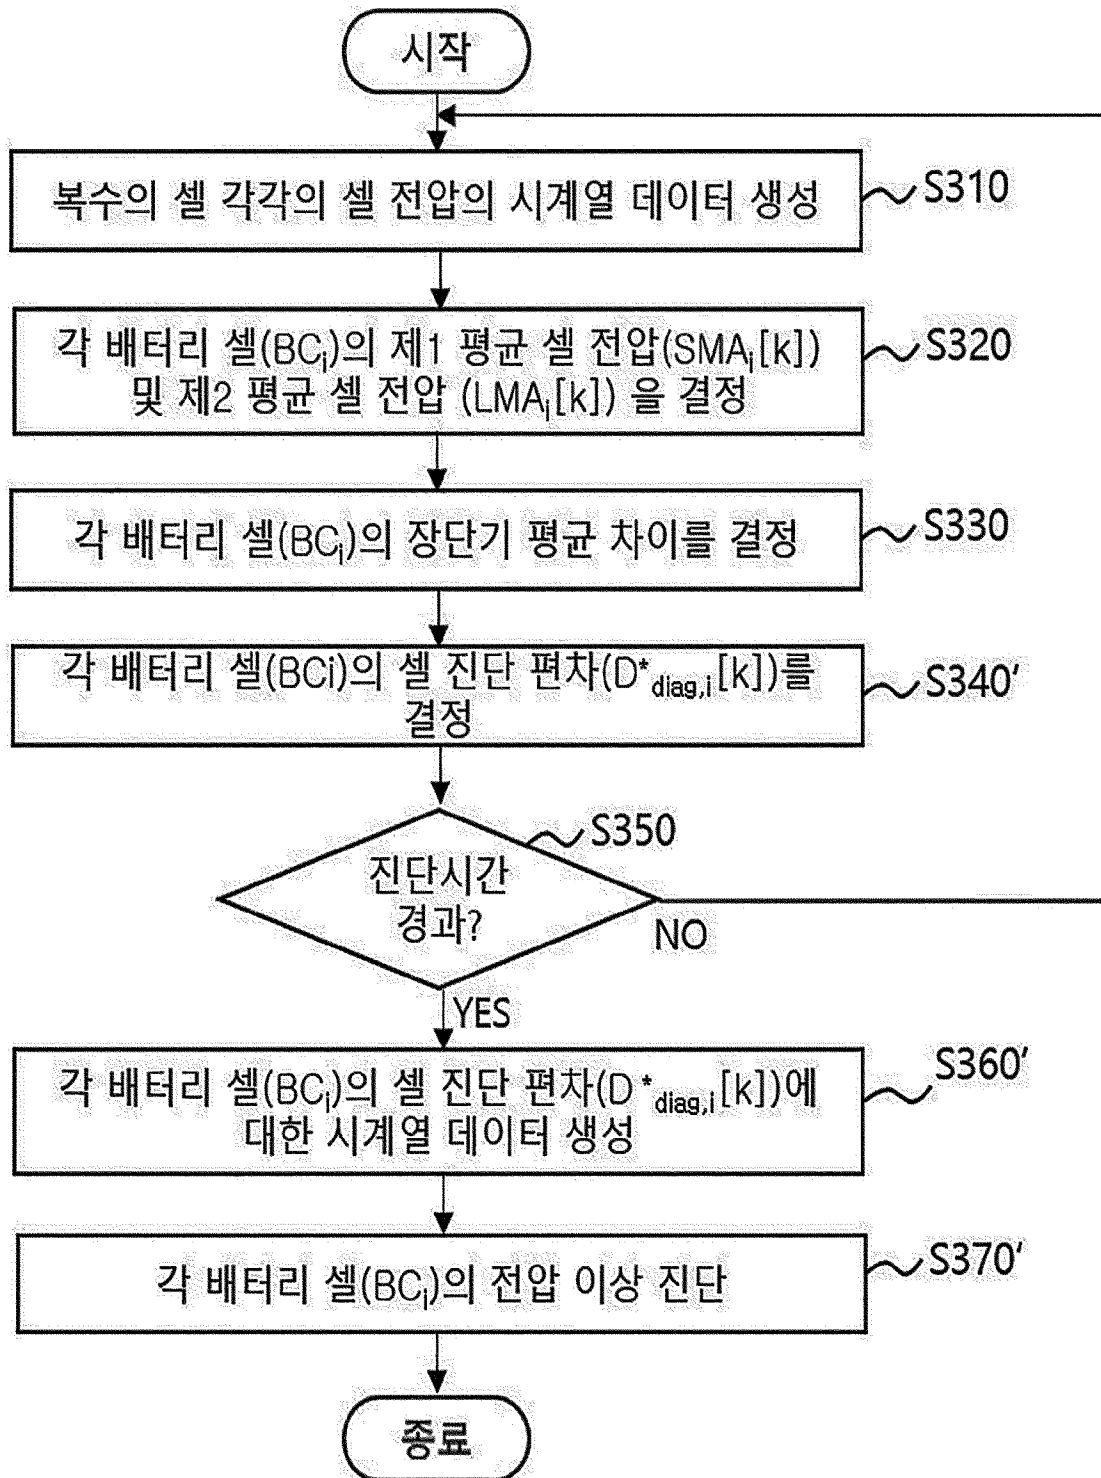 시작
복수의 셀 각각의 셀 전압의 시계열 데이터 생성
S310
각 배터리 셀(BCi)의 제1 평균 셀 전압(SMAi[k])
및 제2 평균 셀 전압 (LMAi[k]) 을 결정
S320
각 배터리 셀(BCi)의 장단기 평균 차이를 결정
S330
각 배터리 셀(BCi)의 셀 진단 편차(D*diag,i[k])를
결정
S340'
S350
진단시간
경과?
NO
YES
각 배터리 셀(BCi)의 셀 진단 편차(D*diag,i[k])에
대한 시계열 데이터 생성
S360'
각 배터리 셀(BCi)의 전압 이상 진단
S370'
종료